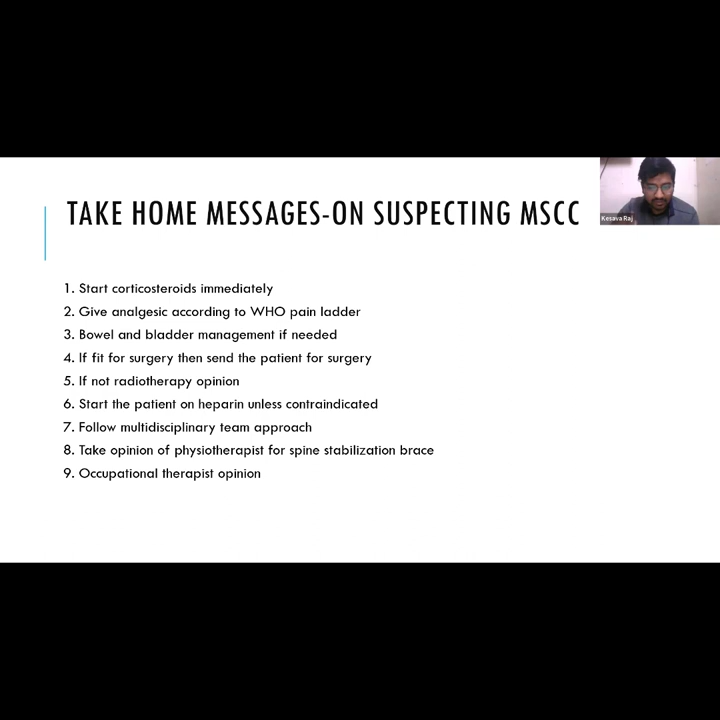 TAKE HOME MESSAGES-ON SUSPECTING MSCC
Kesava Raj
1. Start corticosteroids immediately
2. Give analgesic according to WHO pain ladder
3. Bowel and bladder management if needed
4. If fit for surgery then send the patient for surgery
5. If not radiotherapy opinion
6. Start the patient on heparin unless contraindicated
7. Follow multidisciplinary team approach
8. Take opinion of physiotherapist for spine stabilization brace
9. Occupational therapist opinion